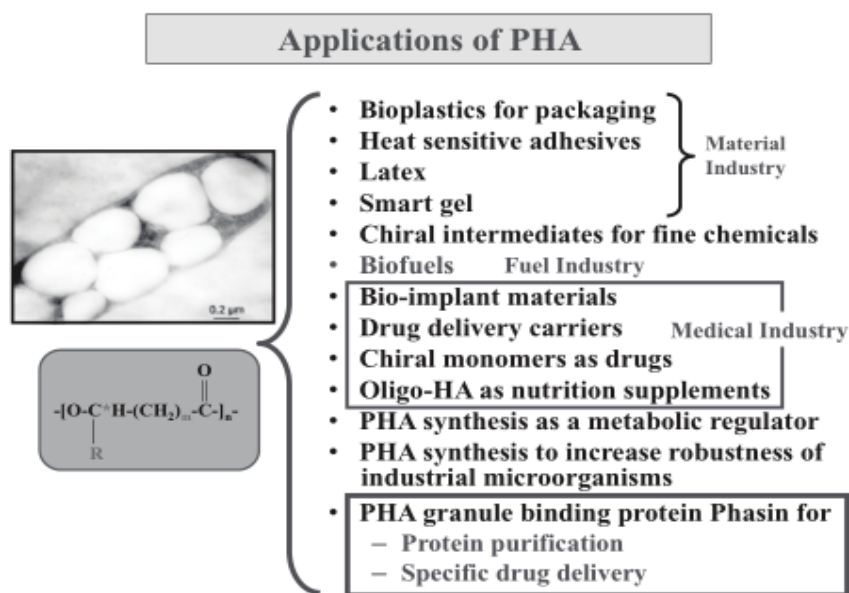 Applications of PHA
• Bioplastics for packaging
• Heat sensitive adhesives
• Latex
• Smart gel
Material
Industry
• Chiral intermediates for fine chemicals
• Biofuels Fuel Industry
• Bio-implant materials
• Drug delivery carriers
• Chiral monomers as drugs
• Oligo-HA as nutrition supplements
Medical Industry
• PHA synthesis as a metabolic regulator
• PHA synthesis to increase robustness of
industrial microorganisms
• PHA granule binding protein Phasin for
– Protein purification
– Specific drug delivery
0.2 µm
O
||
-[O-C*H-(CH₂)ₘ-C-]ₙ-
|
R